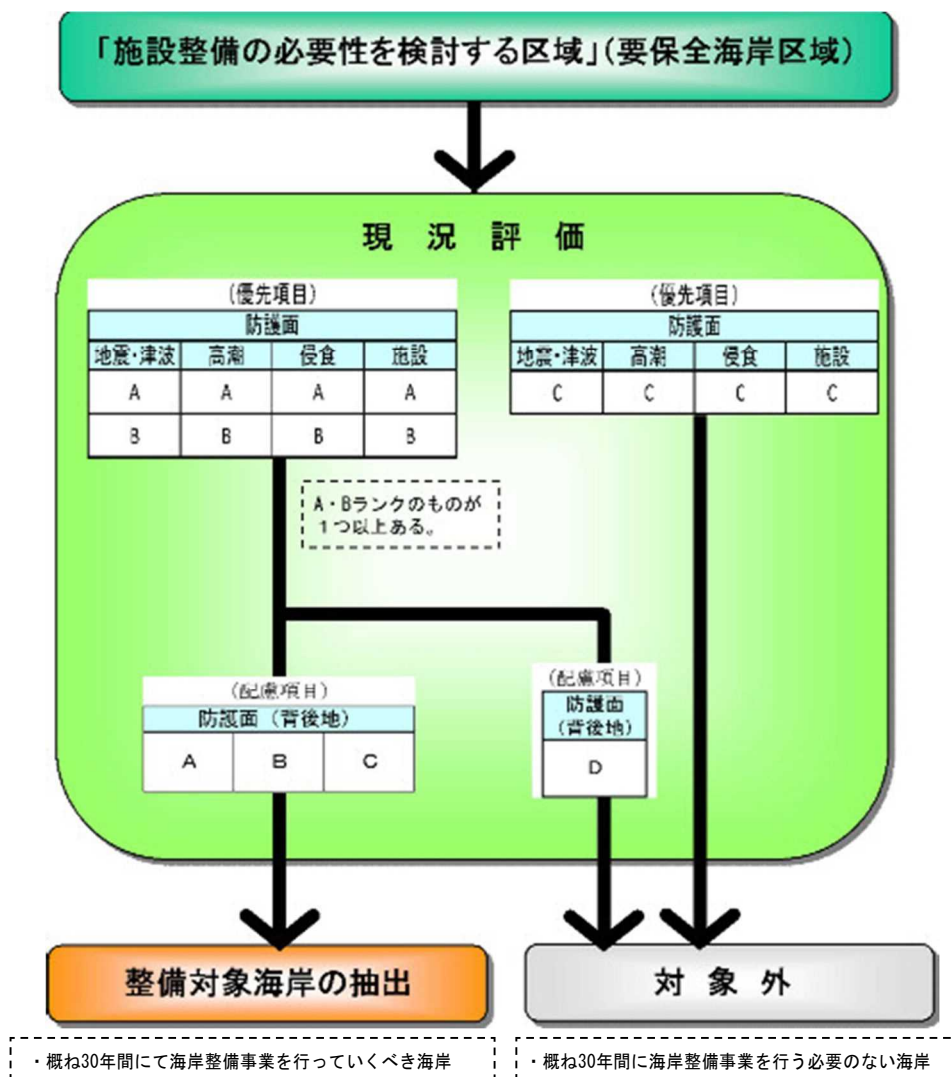 「施設整備の必要性を検討する区域」(要保全海岸区域)
現 況 評 価
(優先項目)
防護面
地震・津波 高潮 侵食 施設
A A A A
B B B B
(優先項目)
防護面
地震・津波 高潮 侵食 施設
C C C C
A・Bランクのものが
１つ以上ある。
(配慮項目)
防護面 (背後地)
A B C
(配慮項目)
防護面
(背後地)
D
整備対象海岸の抽出
対 象 外
・概ね30年間にて海岸整備事業を行っていくべき海岸
・概ね30年間に海岸整備事業を行う必要のない海岸